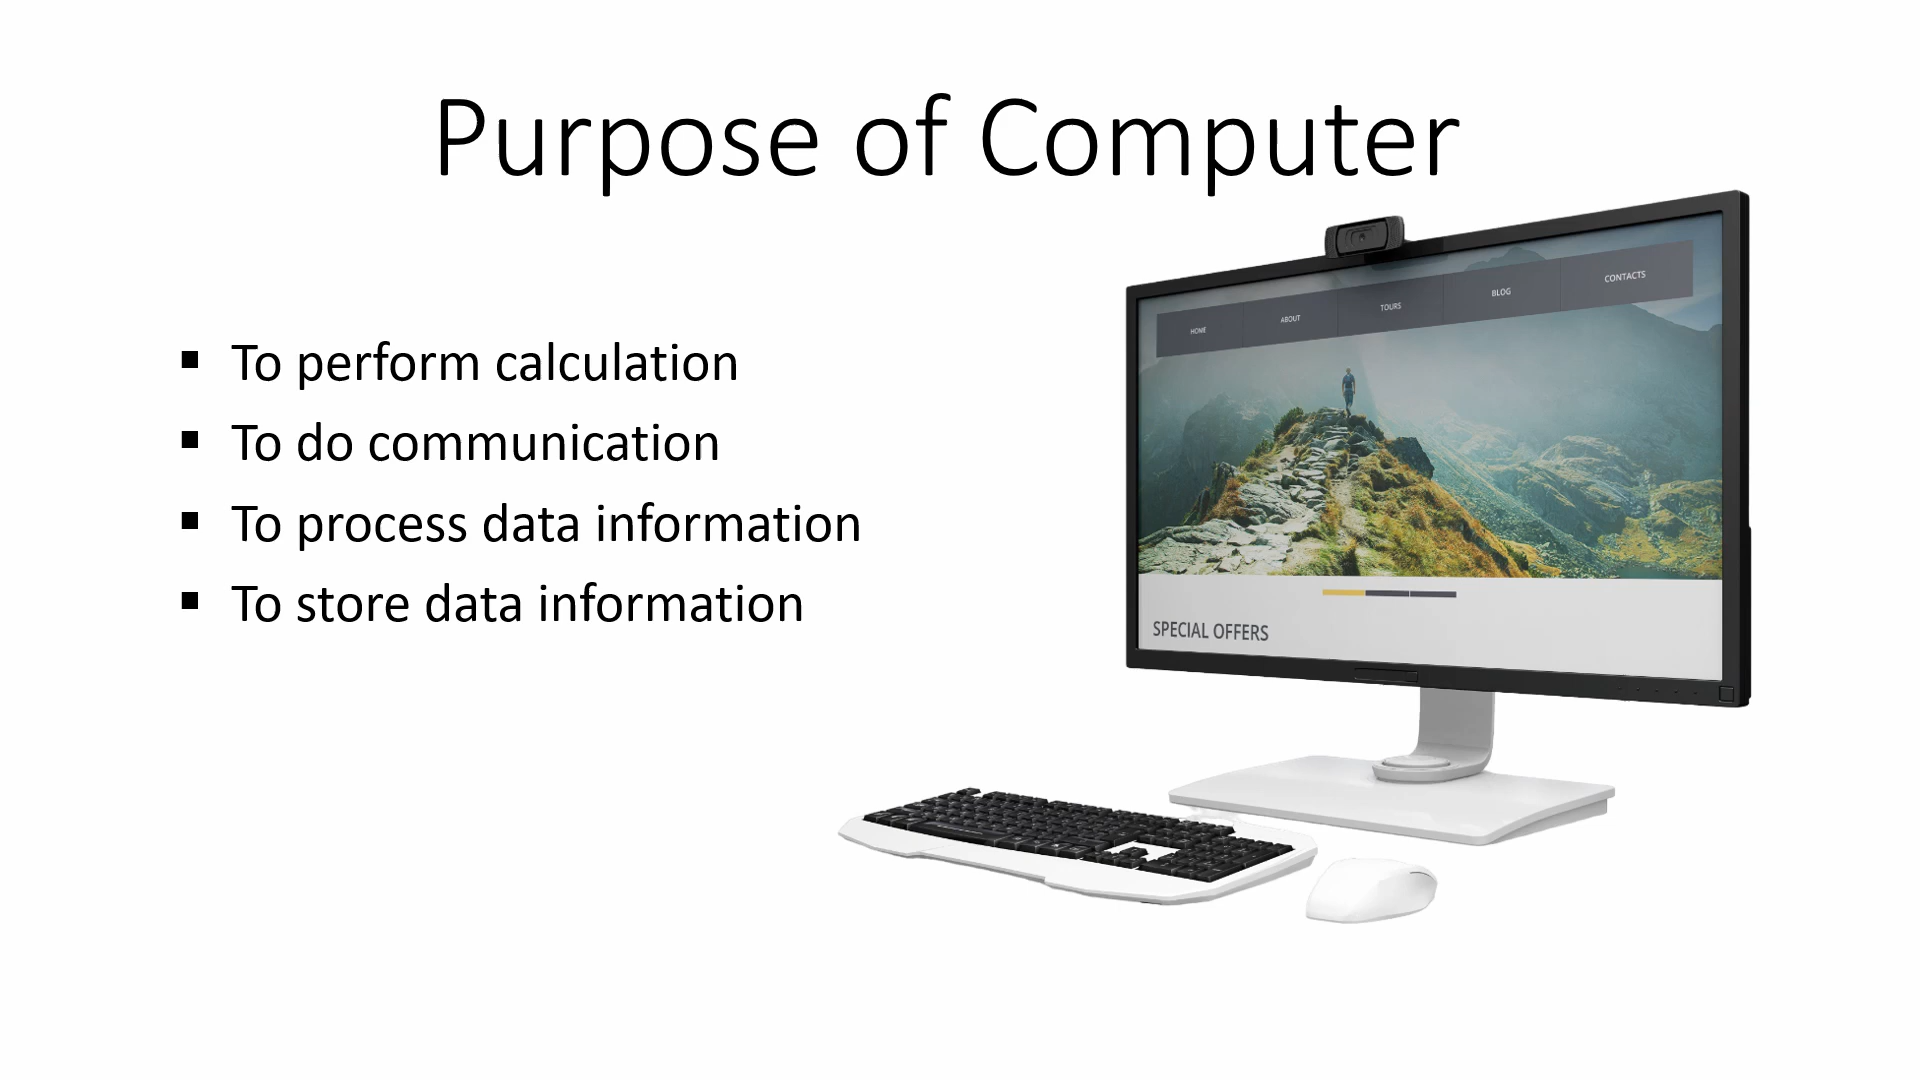 Purpose of Computer
▪ To perform calculation
▪ To do communication
▪ To process data information
▪ To store data information
HOME
ABOUT
TOURS
BLOG
CONTACTS
SPECIAL OFFERS